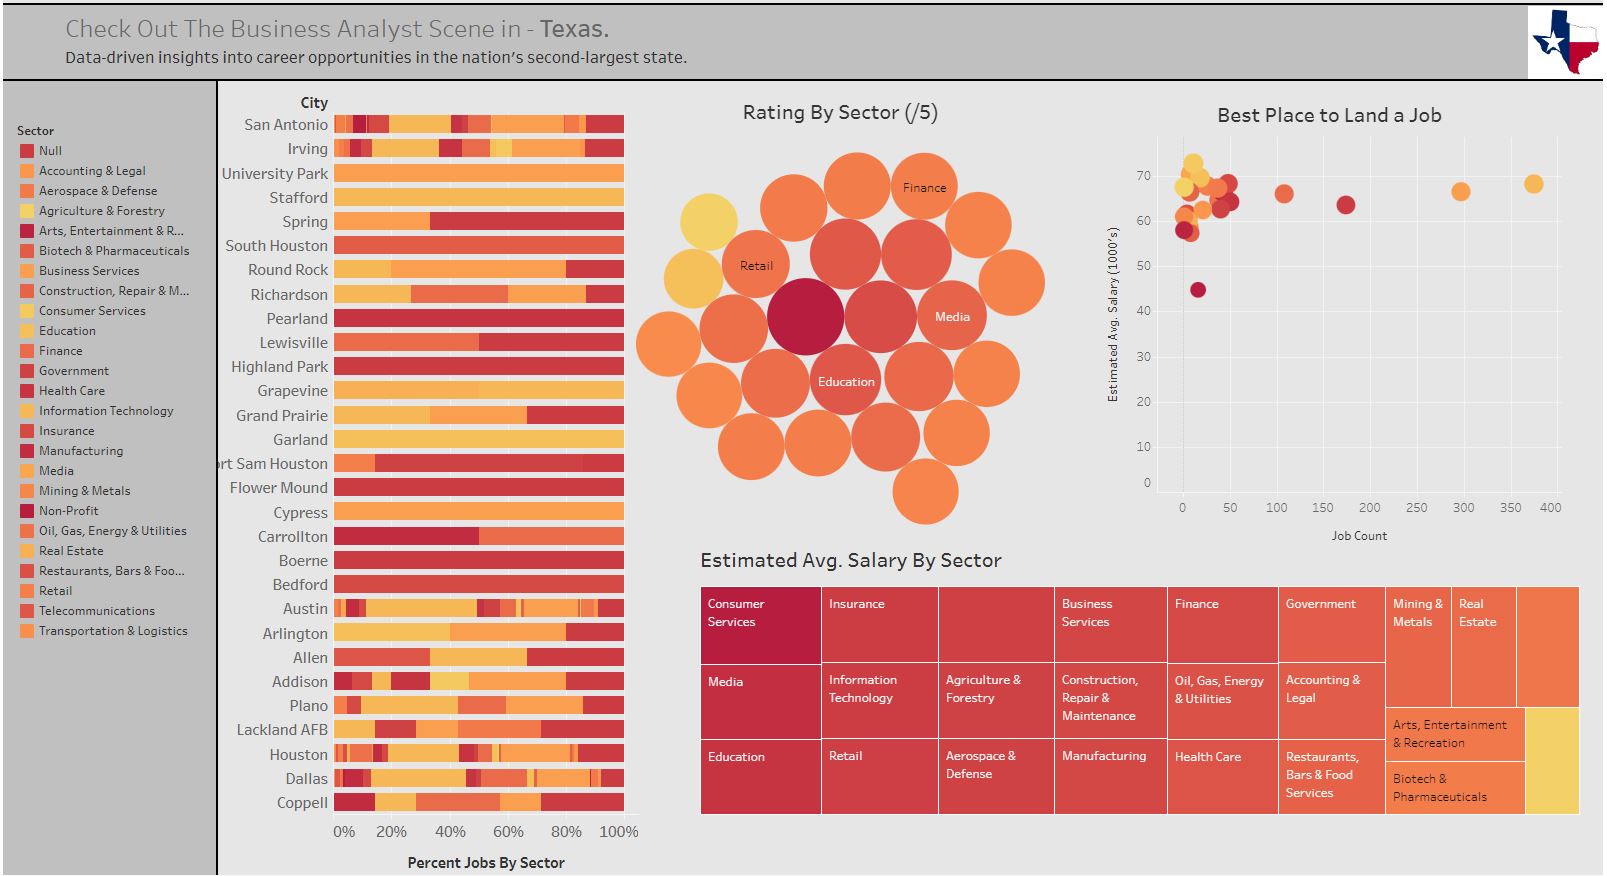 Check Out The Business Analyst Scene in - Texas.
Data-driven insights into career opportunities in the nation's second-largest state.
Sector
Null
Accounting & Legal
Aerospace & Defense
Agriculture & Forestry
Arts, Entertainment & R...
Biotech & Pharmaceuticals
Business Services
Construction, Repair & M...
Consumer Services
Education
Finance
Government
Health Care
Information Technology
Insurance
Manufacturing
Media
Mining & Metals
Non-Profit
Oil, Gas, Energy & Utilities
Real Estate
Restaurants, Bars & Foo...
Retail
Telecommunications
Transportation & Logistics
City
San Antonio
Irving
University Park
Stafford
Spring
South Houston
Round Rock
Richardson
Pearland
Lewisville
Highland Park
Grapevine
Grand Prairie
Garland
rt Sam Houston
Flower Mound
Cypress
Carrollton
Boerne
Bedford
Austin
Arlington
Allen
Addison
Plano
Lackland AFB
Houston
Dallas
Coppell
0% 20% 40% 60% 80% 100%
Percent Jobs By Sector
Rating By Sector (/5)
Finance
Retail
Media
Education
Best Place to Land a Job
Estimated Avg. Salary (1000's)
70
60
50
40
30
20
10
0
0 50 100 150 200 250 300 350 400
Job Count
Estimated Avg. Salary By Sector
Consumer
Services
Media
Education
Insurance
Information
Technology
Retail
Agriculture &
Forestry
Aerospace &
Defense
Business
Services
Construction,
Repair &
Maintenance
Manufacturing
Finance
Oil, Gas, Energy
& Utilities
Health Care
Government
Accounting &
Legal
Restaurants,
Bars & Food
Services
Mining &
Metals
Real
Estate
Arts, Entertainment
& Recreation
Biotech &
Pharmaceuticals